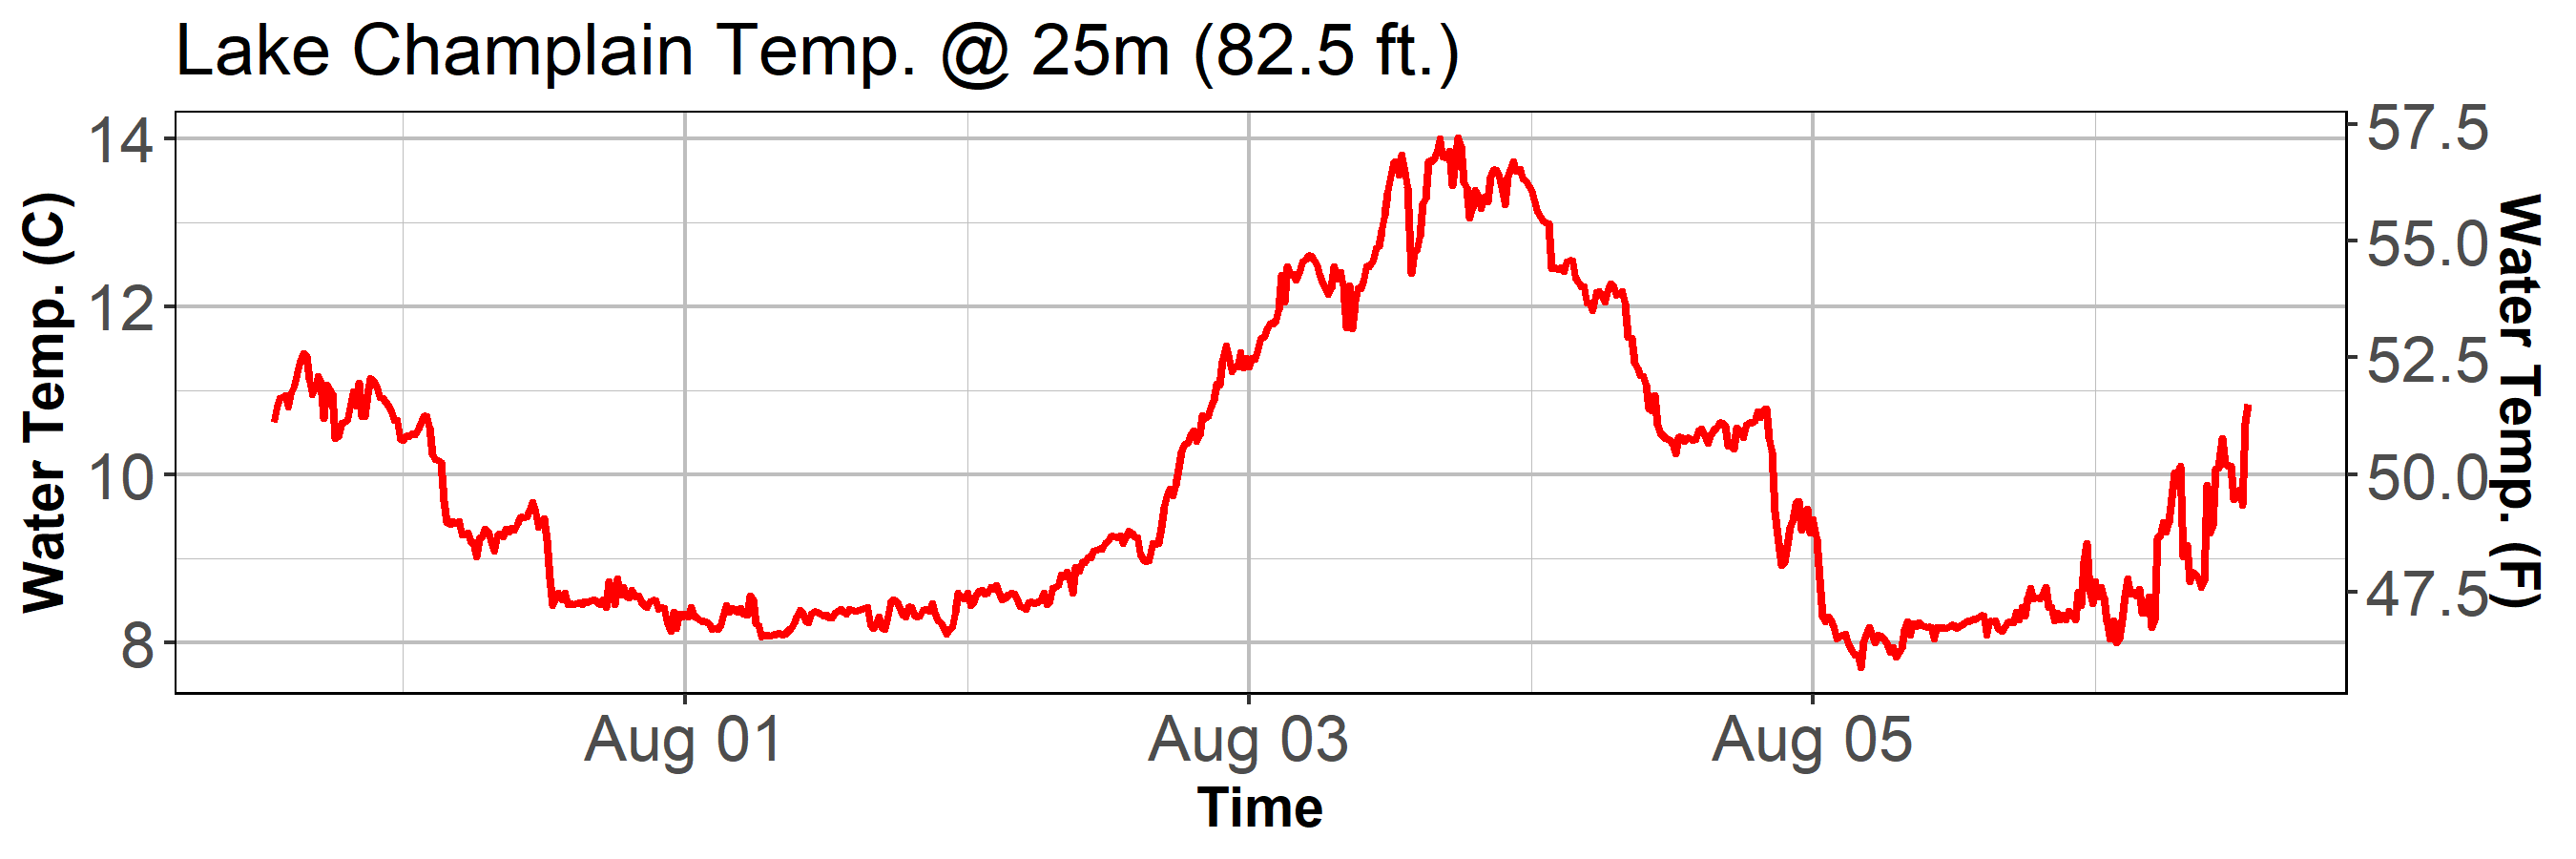 Lake Champlain Temp. @ 25m (82.5 ft.)
Water Temp. (C)
14
12
10
8
57.5
55.0
52.5
50.0
47.5
Water Temp. (F)
Aug 01
Aug 03
Aug 05
Time